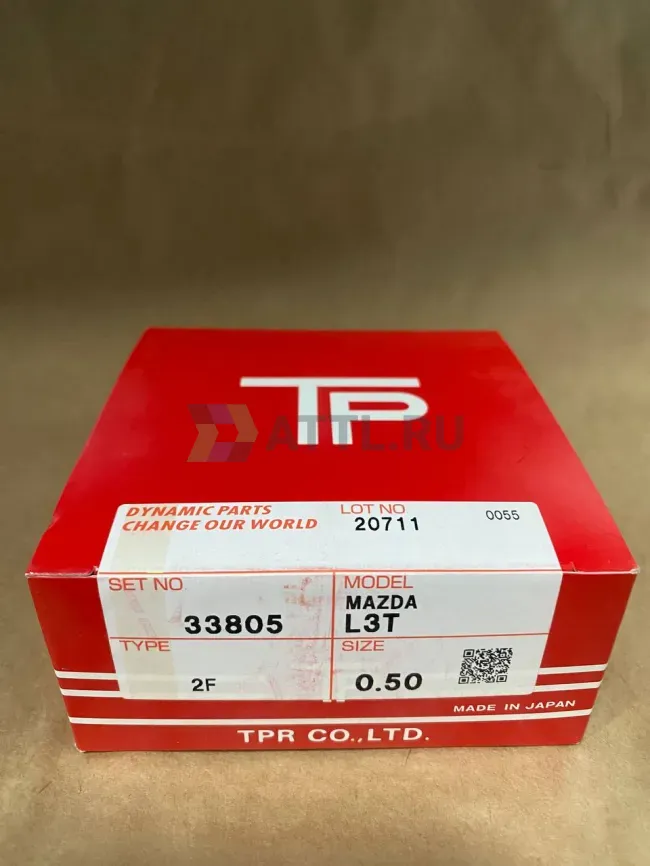 TP
ATTL.RU
DYNAMIC PARTS
CHANGE OUR WORLD
LOT NO
20711
0055
SET NO
33805
MODEL
MAZDA
L3T
TYPE
2F
SIZE
0.50
MADE IN JAPAN
TPR CO.,LTD.